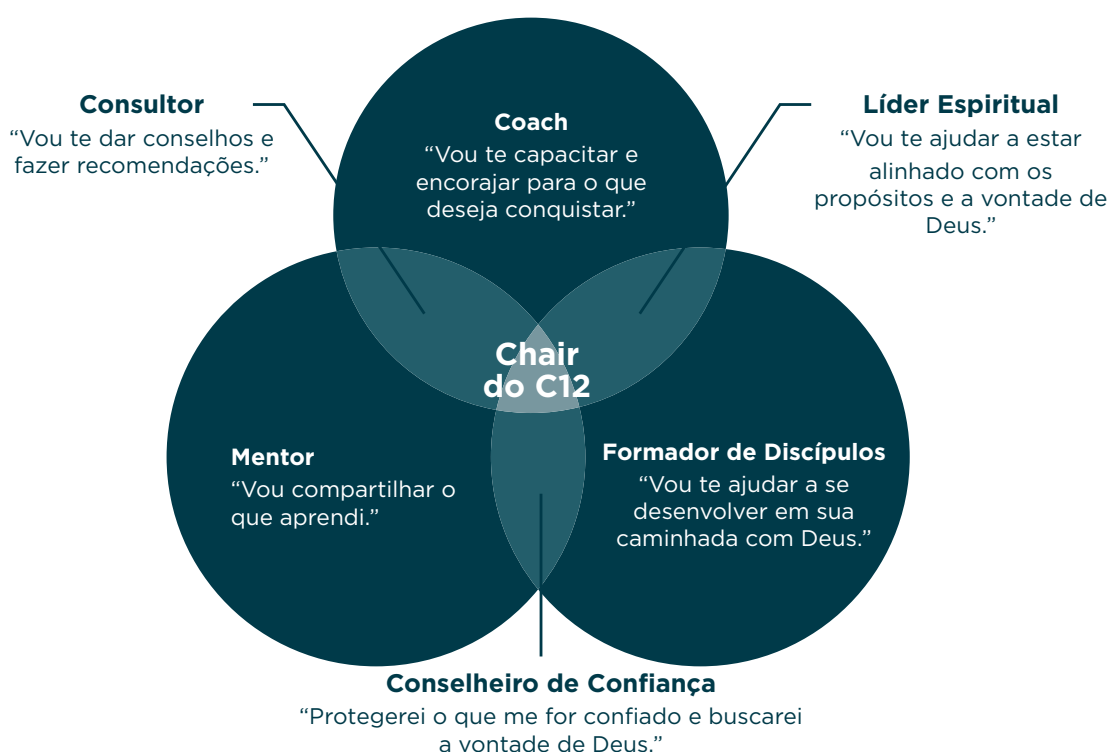 Consultor
“Vou te dar conselhos e
fazer recomendações.”
Coach
“Vou te capacitar e
encorajar para o que
deseja conquistar.”
Líder Espiritual
“Vou te ajudar a estar
alinhado com os
propósitos e a vontade de
Deus.”
Chair
do C12
Mentor
“Vou compartilhar o
que aprendi.”
Formador de Discípulos
“Vou te ajudar a se
desenvolver em sua
caminhada com Deus.”
Conselheiro de Confiança
“Protegerei o que me for confiado e buscarei
a vontade de Deus.”